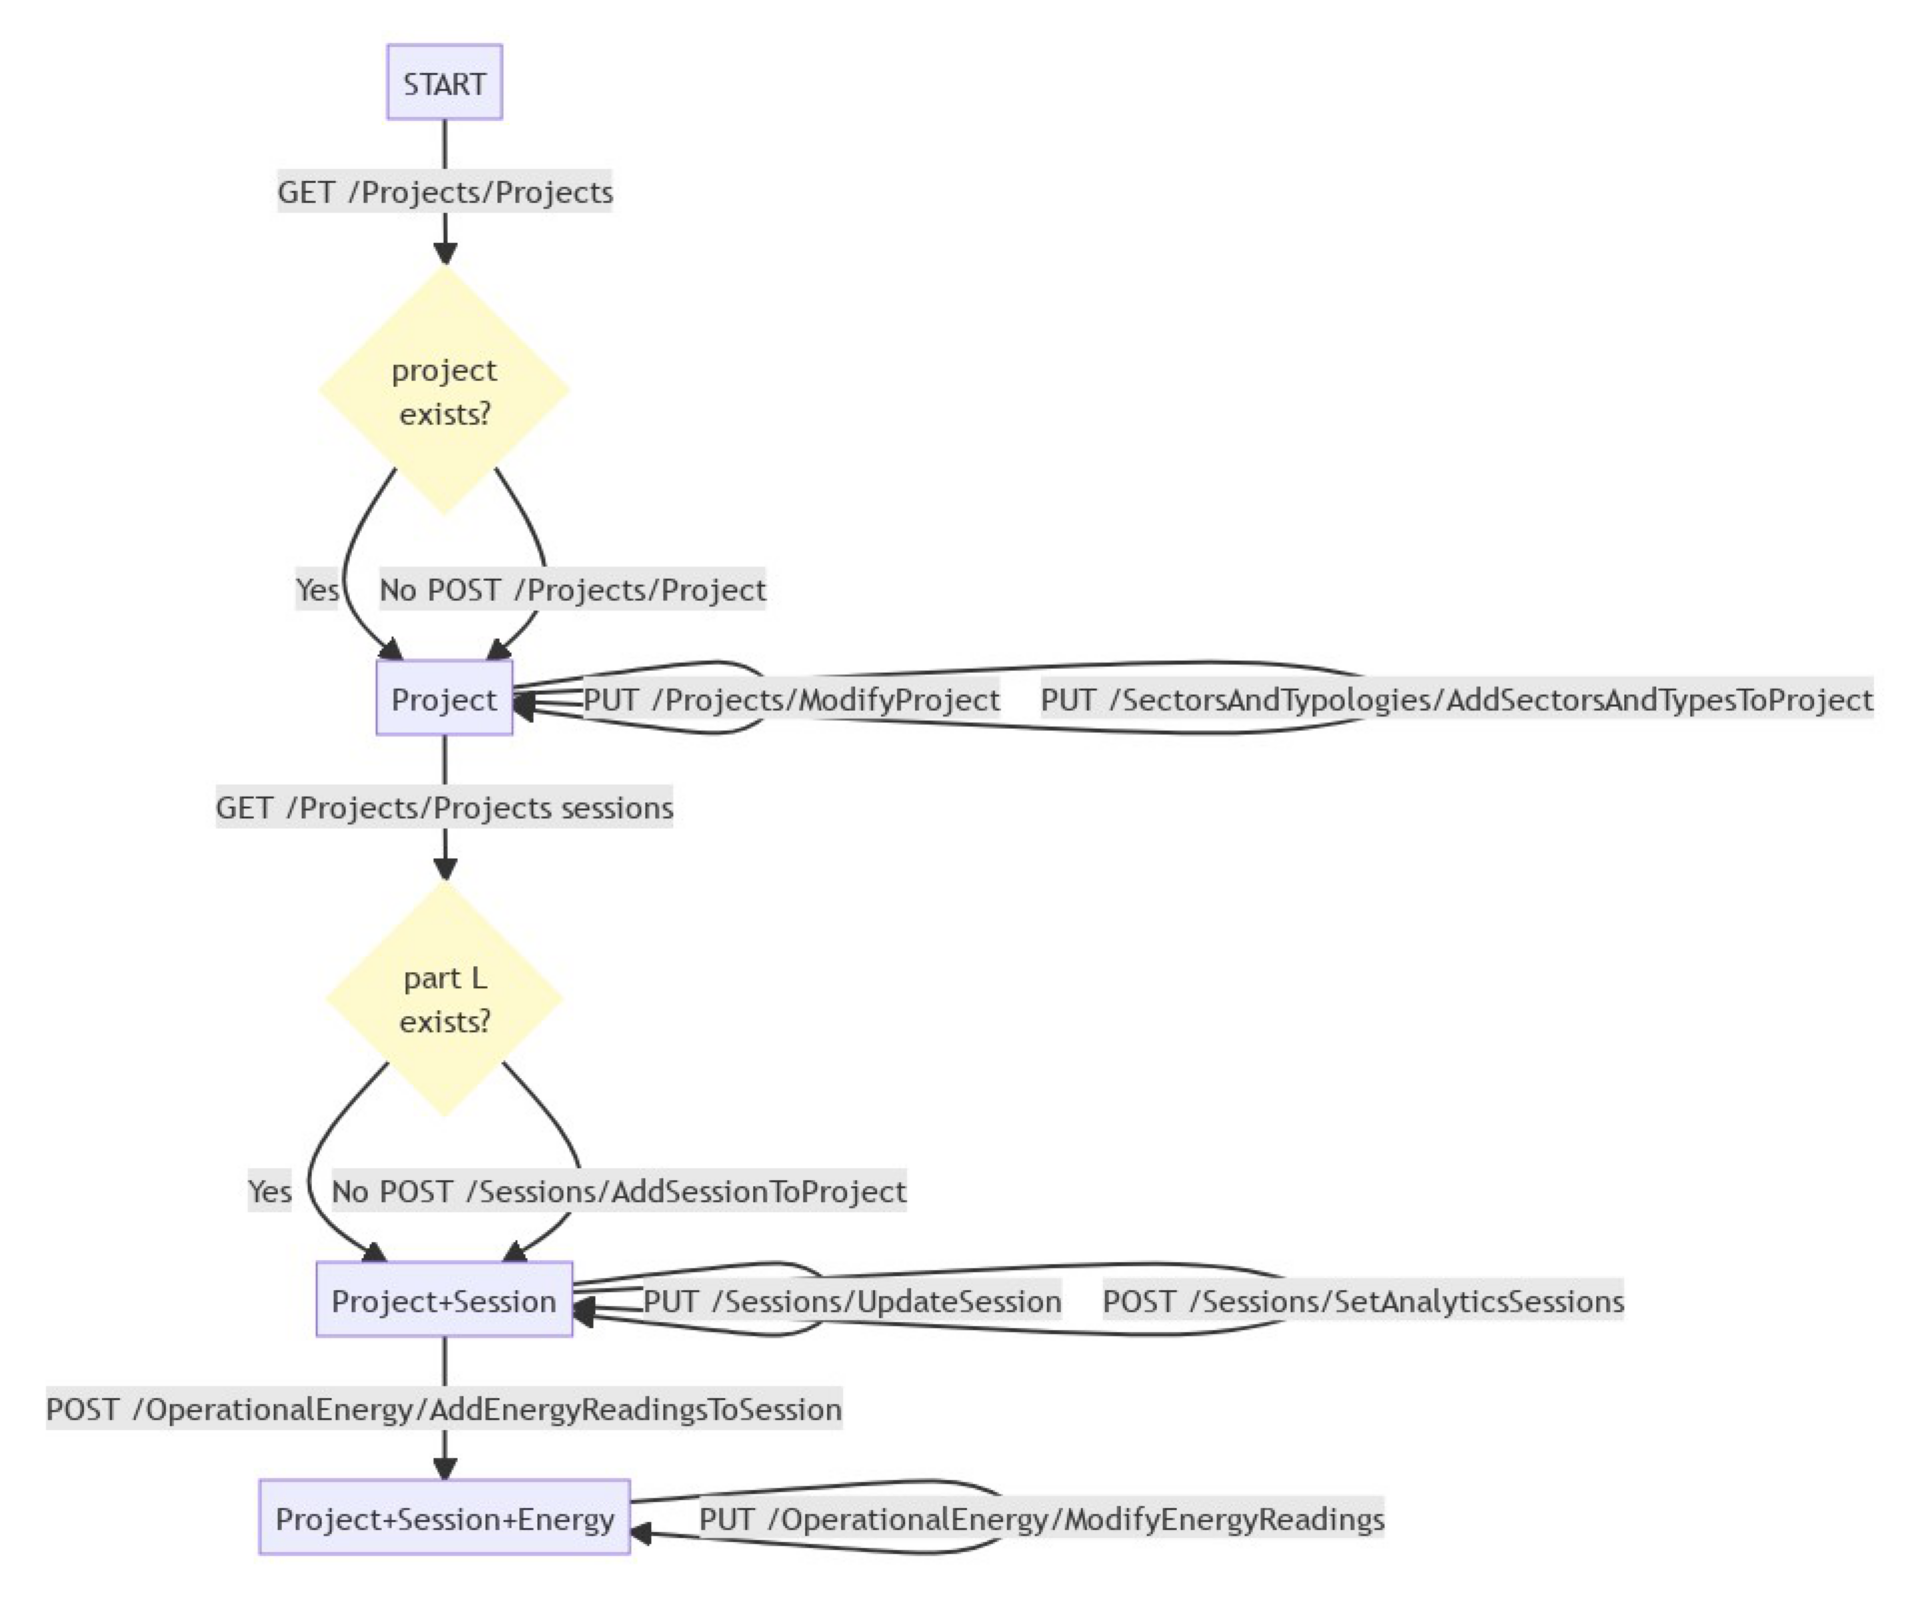 START
GET /Projects/Projects
project
exists?
Yes
No POST /Projects/Project
Project
PUT /Projects/ModifyProject
PUT /SectorsAndTypologies/AddSectorsAndTypesToProject
GET /Projects/Projects sessions
part L
exists?
Yes
No POST /Sessions/AddSessionToProject
Project+Session
PUT /Sessions/UpdateSession
POST /Sessions/SetAnalyticsSessions
POST /OperationalEnergy/AddEnergyReadingsToSession
Project+Session+Energy
PUT /OperationalEnergy/ModifyEnergyReadings